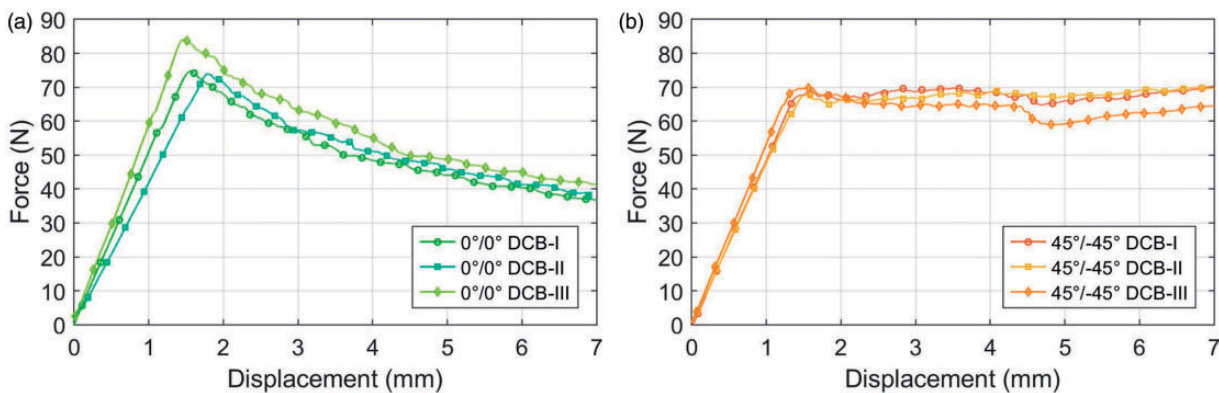 (a)
90
80
70
60
50
40
30
20
10
0
Force (N)
0 1 2 3 4 5 6 7
Displacement (mm)
0°/0° DCB-I
0°/0° DCB-II
0°/0° DCB-III
(b)
90
80
70
60
50
40
30
20
10
0
Force (N)
0 1 2 3 4 5 6 7
Displacement (mm)
45°/-45° DCB-I
45°/-45° DCB-II
45°/-45° DCB-III